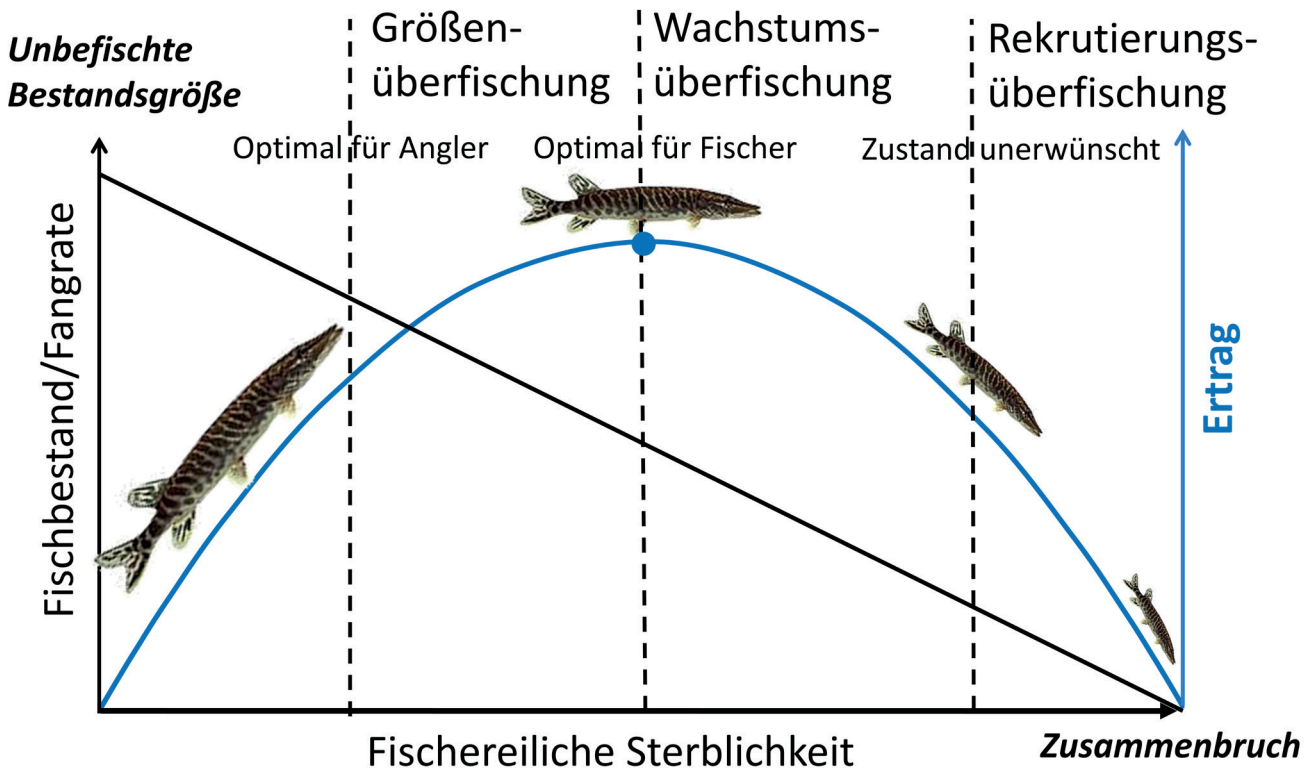 Unbefischte
Bestandsgröße
Größen-
überfischung
Wachstums-
überfischung
Rekrutierungs-
überfischung
Optimal für Angler
Optimal für Fischer
Zustand unerwünscht
Fischbestand/Fangrate
Ertrag
Fischereiliche Sterblichkeit
Zusammenbruch